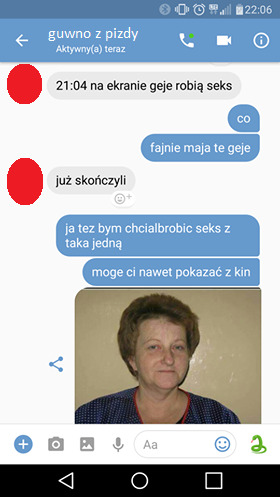 22:06
guwno z pizdy
Aktywny(a) teraz
21:04 na ekranie geje robią seks
co
fajnie maja te geje
już skończyli
ja tez bym chcialbrobic seks z
taka jedną
moge ci nawet pokazać z kin
Aa